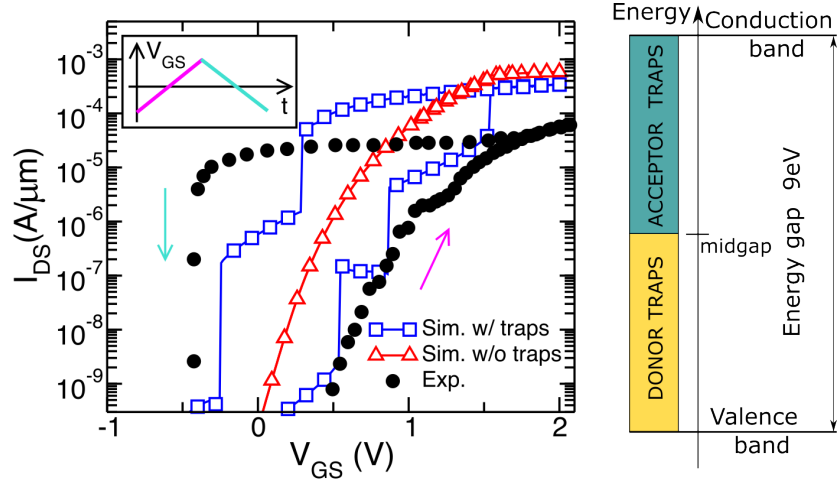 V_GS
t
10^-3
10^-4
10^-5
10^-6
10^-7
10^-8
10^-9
I_DS(A/μm)
Sim. w/ traps
Sim. w/o traps
Exp.
-1
0
1
2
V_GS (V)
Energy
Conduction
band
ACCEPTOR TRAPS
midgap
DONOR TRAPS
Energy gap 9eV
Valence
band